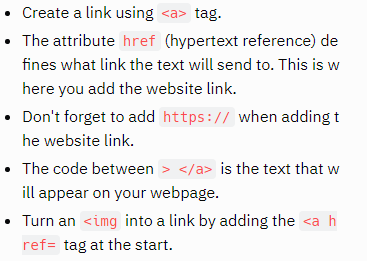 Create a link using <a> tag.
The attribute href (hypertext reference) de
fines what link the text will send to. This is w
here you add the website link.
Don't forget to add https:// when adding t
he website link.
The code between > </a> is the text that w
ill appear on your webpage.
Turn an <img into a link by adding the <a h
ref= tag at the start.